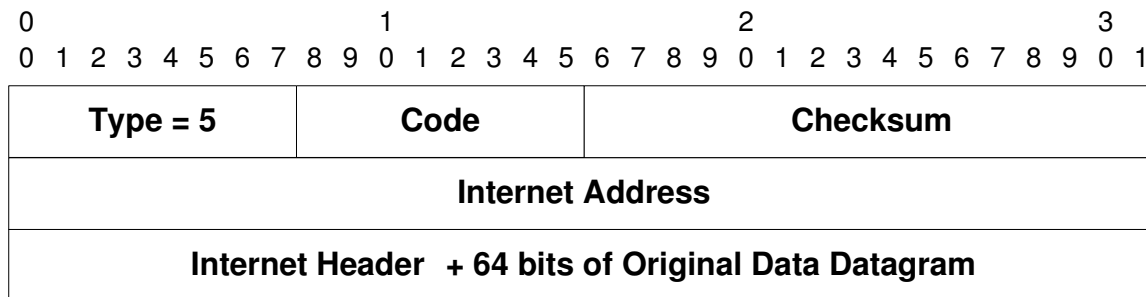 0 1 2 3
0 1 2 3 4 5 6 7 8 9 0 1 2 3 4 5 6 7 8 9 0 1 2 3 4 5 6 7 8 9 0 1
Type = 5 Code Checksum
Internet Address
Internet Header + 64 bits of Original Data Datagram